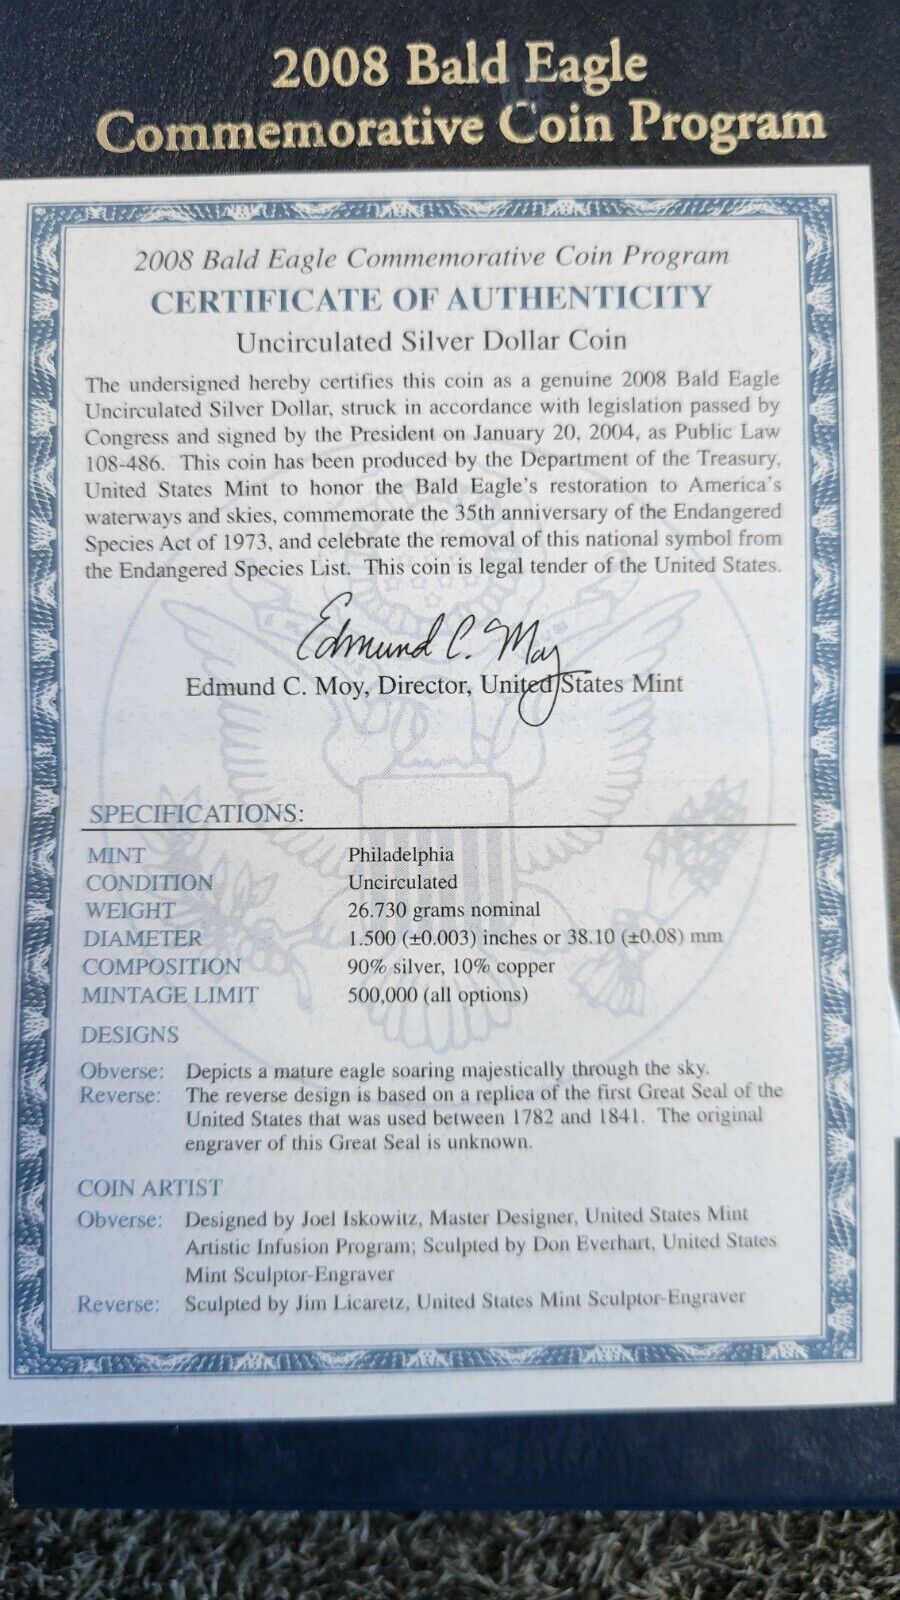 2008 Bald Eagle
Commemorative Coin Program
2008 Bald Eagle Commemorative Coin Program
CERTIFICATE OF AUTHENTICITY
Uncirculated Silver Dollar Coin
The undersigned hereby certifies this coin as a genuine 2008 Bald Eagle
Uncirculated Silver Dollar, struck in accordance with legislation passed by
Congress and signed by the President on January 20, 2004, as Public Law
108-486. This coin has been produced by the Department of the Treasury,
United States Mint to honor the Bald Eagle's restoration to America's
waterways and skies, commemorate the 35th anniversary of the Endangered
Species Act of 1973, and celebrate the removal of this national symbol from
the Endangered Species List. This coin is legal tender of the United States.
Edmund C. Moy
Edmund C. Moy, Director, United States Mint
SPECIFICATIONS:
MINT Philadelphia
CONDITION Uncirculated
WEIGHT 26.730 grams nominal
DIAMETER 1.500 (±0.003) inches or 38.10 (±0.08) mm
COMPOSITION 90% silver, 10% copper
MINTAGE LIMIT 500,000 (all options)
DESIGNS
Obverse: Depicts a mature eagle soaring majestically through the sky.
Reverse: The reverse design is based on a replica of the first Great Seal of the
United States that was used between 1782 and 1841. The original
engraver of this Great Seal is unknown.
COIN ARTIST
Obverse: Designed by Joel Iskowitz, Master Designer, United States Mint
Artistic Infusion Program; Sculpted by Don Everhart, United States
Mint Sculptor-Engraver
Reverse: Sculpted by Jim Licaretz, United States Mint Sculptor-Engraver